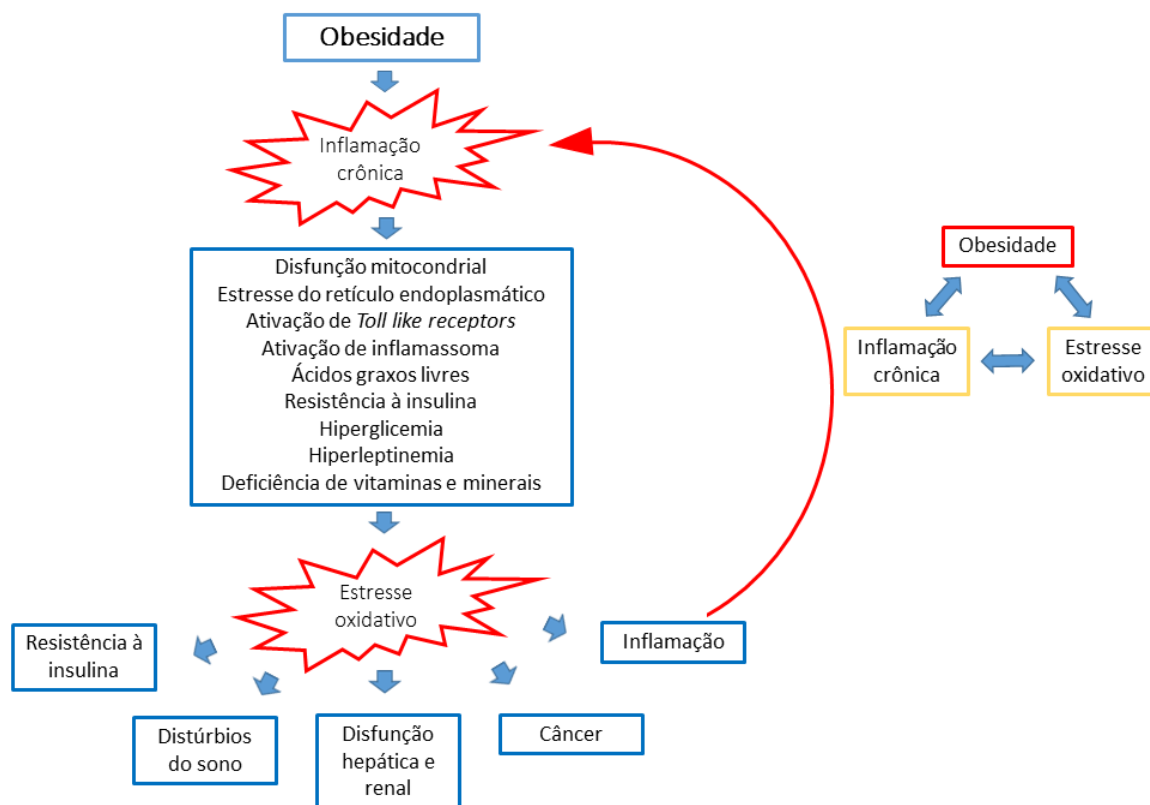 Obesidade
Inflamação
crônica
Disfunção mitocondrial
Estresse do retículo endoplasmático
Ativação de Toll like receptors
Ativação de inflamassoma
Ácidos graxos livres
Resistência à insulina
Hiperglicemia
Hiperleptinemia
Deficiência de vitaminas e minerais
Estresse
oxidativo
Resistência à
insulina
Distúrbios
do sono
Disfunção
hepática e
renal
Câncer
Inflamação
Obesidade
Inflamação
crônica
Estresse
oxidativo